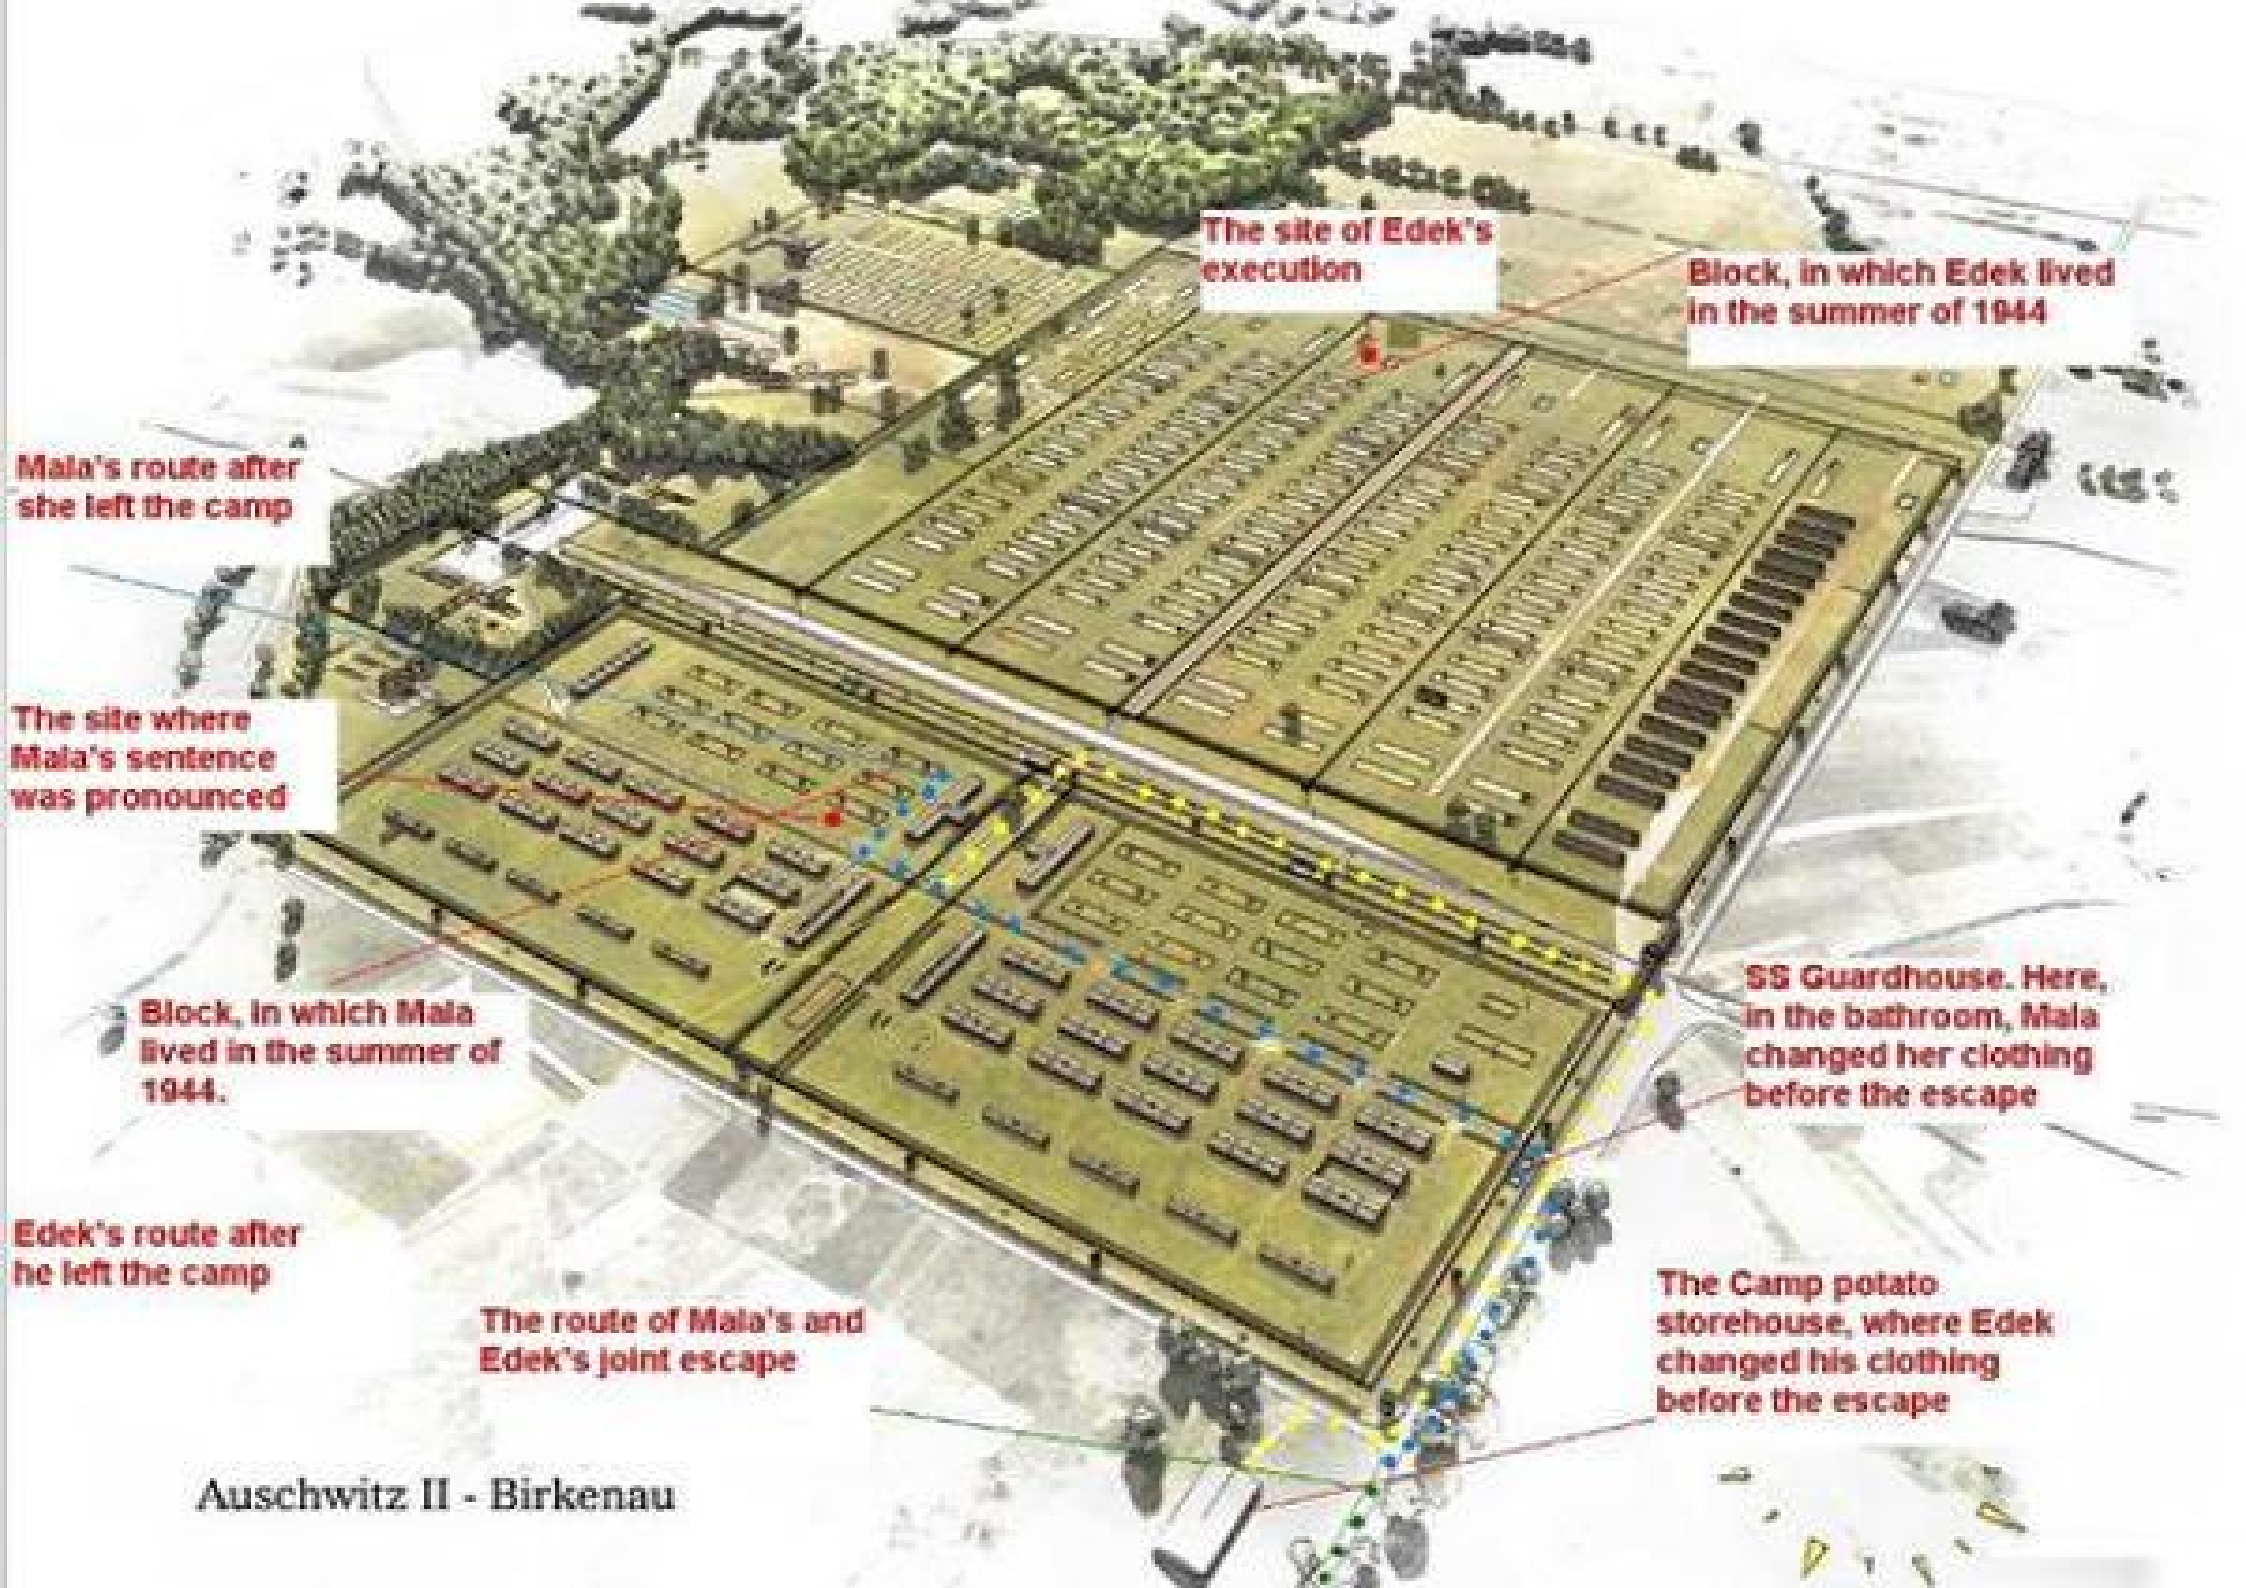 The site of Edek's
execution
Block, in which Edek lived
in the summer of 1944
Mala's route after
she left the camp
The site where
Mala's sentence
was pronounced
Block, in which Mala
lived in the summer of
1944.
SS Guardhouse. Here,
in the bathroom, Mala
changed her clothing
before the escape
Edek's route after
he left the camp
The route of Mala's and
Edek's joint escape
The Camp potato
storehouse, where Edek
changed his clothing
before the escape
Auschwitz II - Birkenau